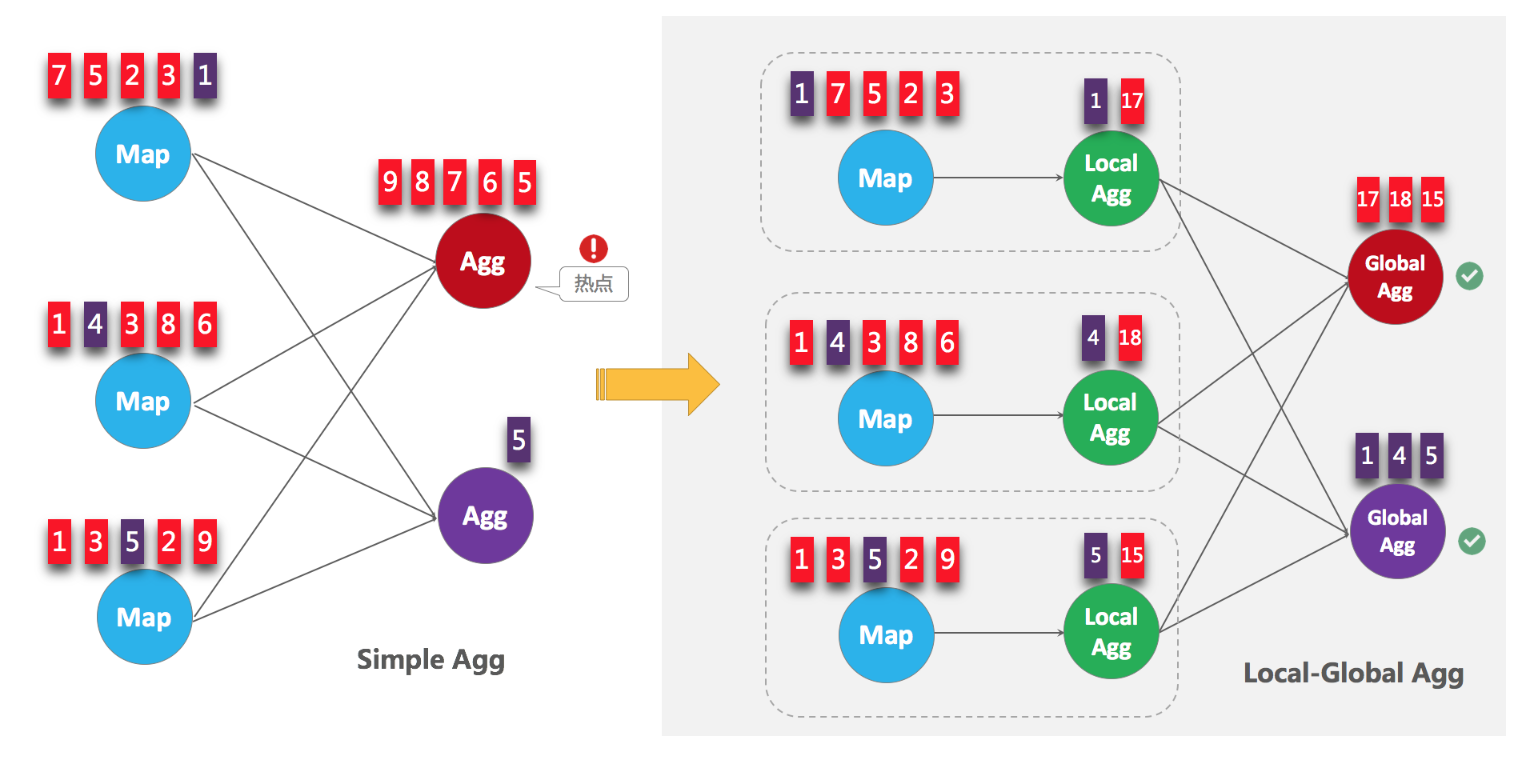 7 5 2 3 1
Map
1 4 3 8 6
Map
1 3 5 2 9
Map
9 8 7 6 5
Agg
热点
5
Agg
Simple Agg
1 7 5 2 3
Map
1 17
Local
Agg
1 4 3 8 6
Map
4 18
Local
Agg
1 3 5 2 9
Map
5 15
Local
Agg
17 18 15
Global
Agg
1 4 5
Global
Agg
Local-Global Agg